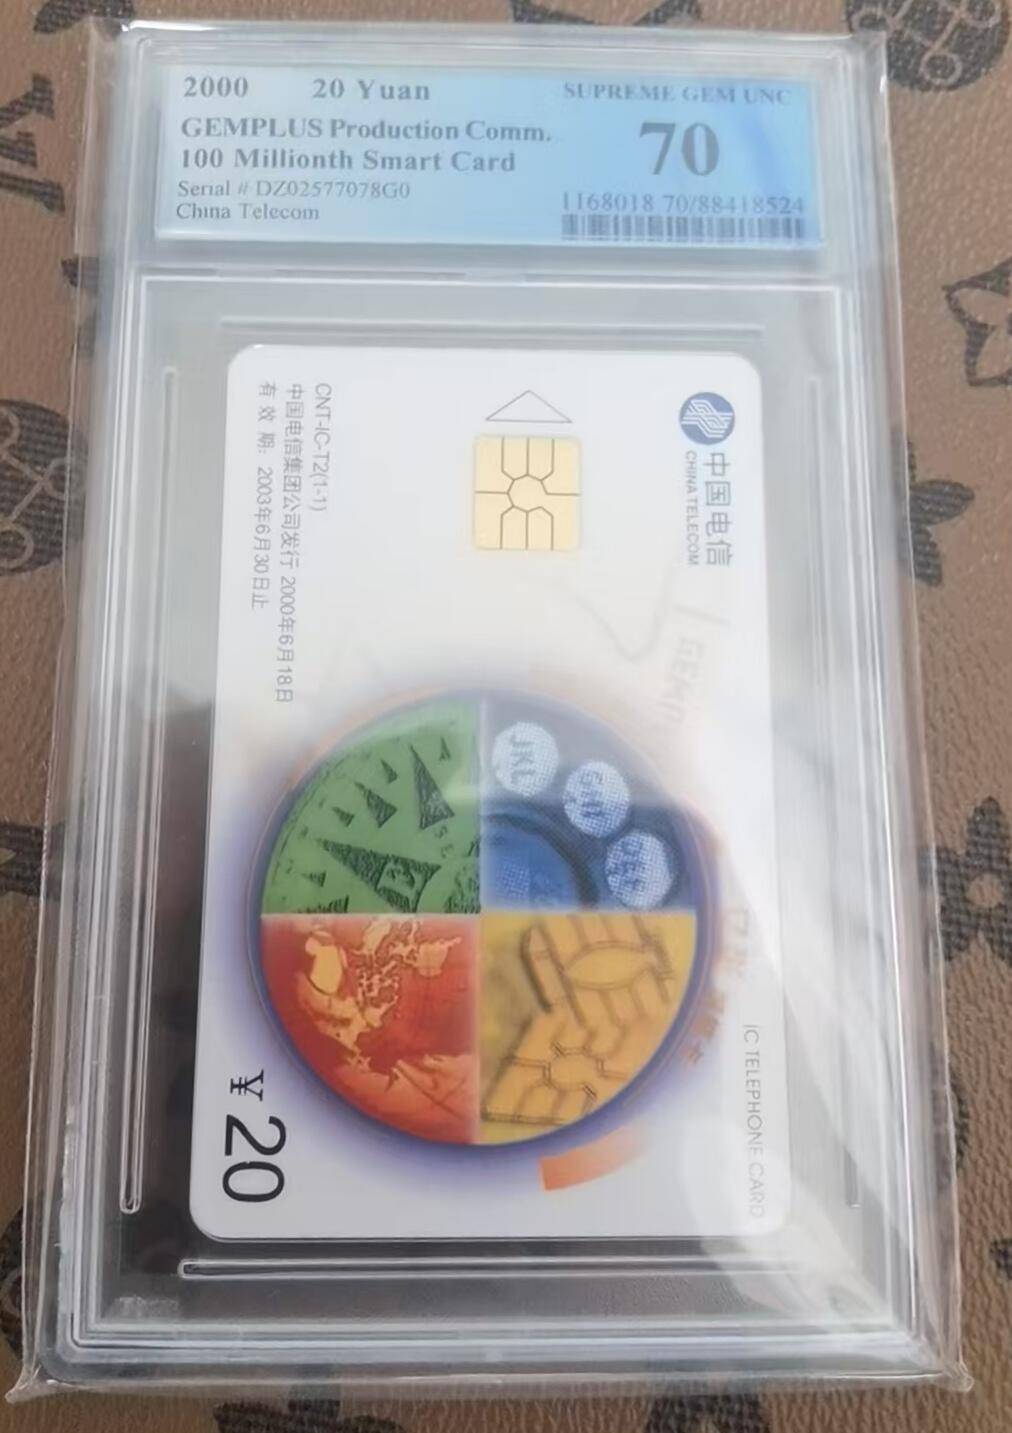 2000 20 Yuan
GEMPLUS Production Comm.
100 Millionth Smart Card
Serial # DZ02577078G0
China Telecom
SUPREME GEM UNC
70
1168018 70/88418524
中国电信
CHINA TELECOM
CNT-IC-T2(1-1)
中国电信集团公司发行 2000年6月18日
有效期：2003年6月30日止
JKL
IC TELEPHONE CARD
¥20